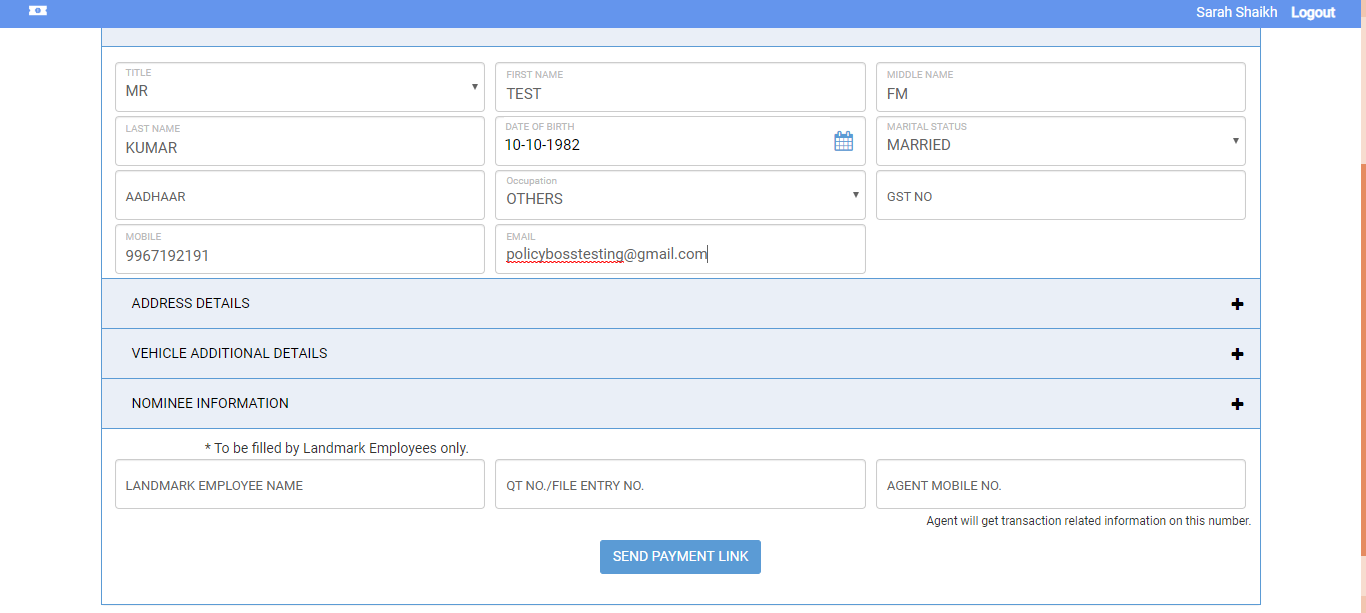 Sarah Shaikh Logout
TITLE
MR
FIRST NAME
TEST
MIDDLE NAME
FM
LAST NAME
KUMAR
DATE OF BIRTH
10-10-1982
MARITAL STATUS
MARRIED
AADHAAR
Occupation
OTHERS
GST NO
MOBILE
9967192191
EMAIL
policybosstesting@gmail.com
ADDRESS DETAILS
VEHICLE ADDITIONAL DETAILS
NOMINEE INFORMATION
* To be filled by Landmark Employees only.
LANDMARK EMPLOYEE NAME
QT NO./FILE ENTRY NO.
AGENT MOBILE NO.
Agent will get transaction related information on this number.
SEND PAYMENT LINK